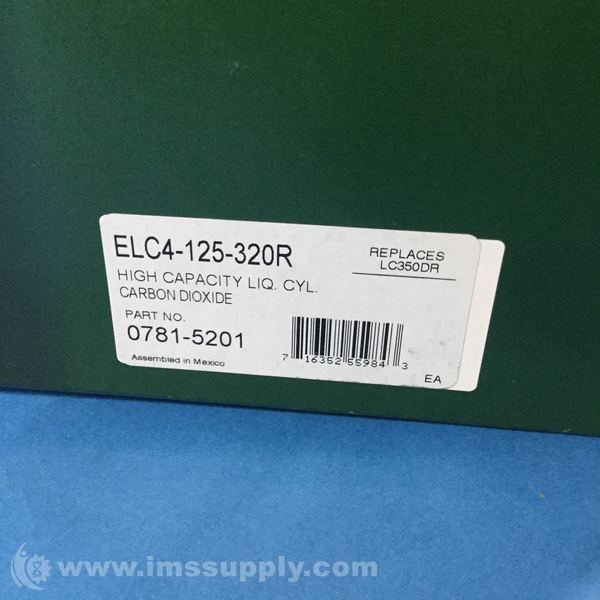 ELC4-125-320R
REPLACES
LC350DR
HIGH CAPACITY LIQ. CYL.
CARBON DIOXIDE
PART NO.
0781-5201
7 16352 55984 3
Assembled in Mexico
EA
www.imssupply.com